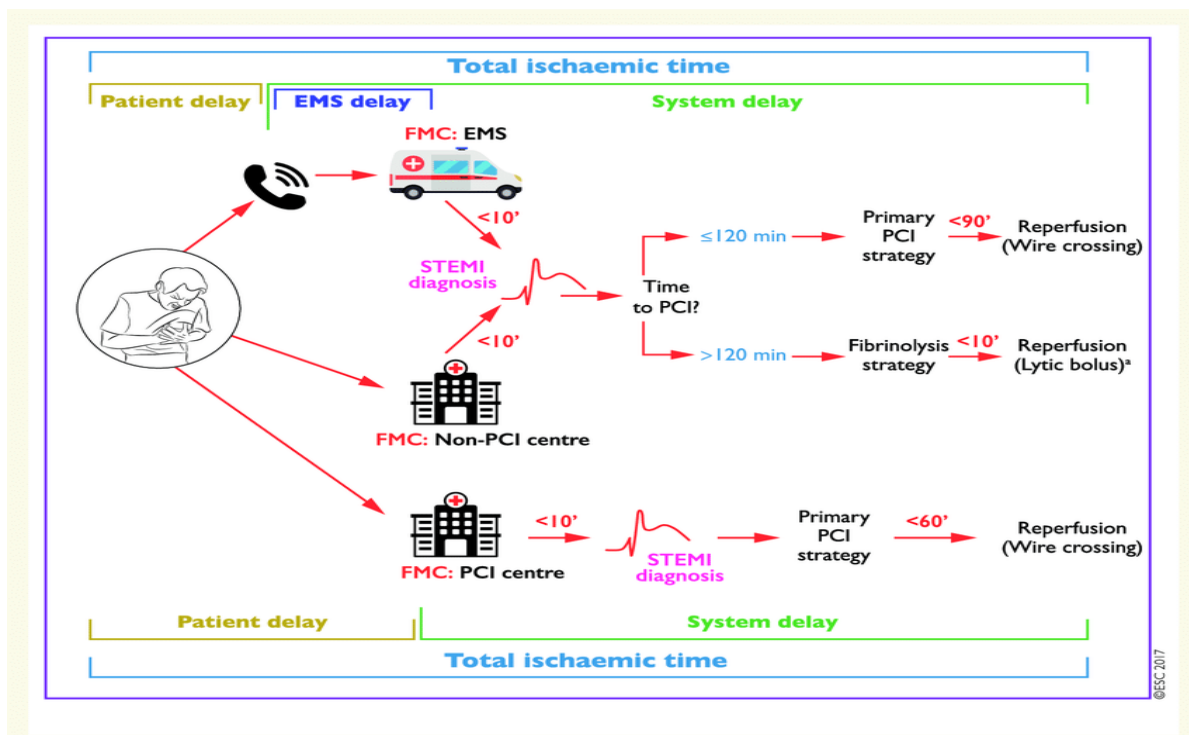 Total ischaemic time
Patient delay
EMS delay
System delay
FMC: EMS
<10'
STEMI
diagnosis
<10'
FMC: Non-PCI centre
Time
to PCI?
≤120 min
Primary
PCI
strategy
<90'
Reperfusion
(Wire crossing)
>120 min
Fibrinolysis
strategy
<10'
Reperfusion
(Lytic bolus)ª
FMC: PCI centre
<10'
STEMI
diagnosis
Primary
PCI
strategy
<60'
Reperfusion
(Wire crossing)
Patient delay
System delay
Total ischaemic time
©ESC 2017